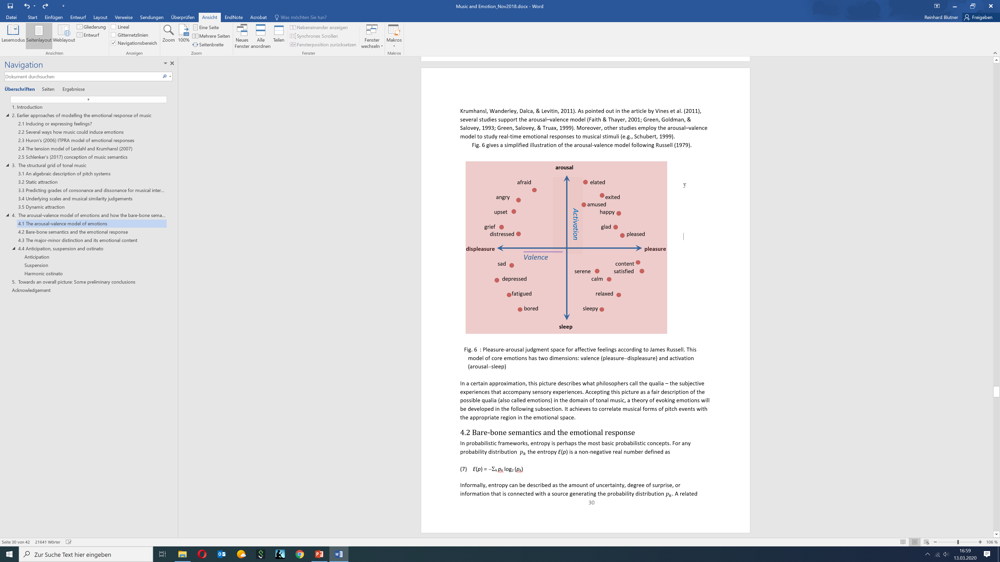 Music and Emotion_Nov2018.docx - Word
Datei Start Einfügen Entwurf Layout Verweise Sendungen Überprüfen Ansicht EndNote Acrobat Was möchten Sie tun? Reinhard Blutner Freigeben
Lesemodus Seitenlayout Weblayout
Gliederung
Entwurf
Ansichten
Lineal
Gitternetzlinien
Navigationsbereich
Anzeigen
Zoom 100%
Eine Seite
Mehrere Seiten
Seitenbreite
Zoom
Neues Fenster
Alle anordnen
Teilen
Nebeneinander anzeigen
Synchrones Scrollen
Fensterposition zurücksetzen
Fenster
Fenster wechseln
Makros
Makros
Navigation
Dokument durchsuchen
Überschriften Seiten Ergebnisse
1. Introduction
2. Earlier approaches of modelling the emotional response of music
2.1 Inducing or expressing feelings?
2.2 Several ways how music could induce emotions
2.3 Huron's (2006) ITPRA model of emotional responses
2.4 The tension model of Lerdahl and Krumhansl (2007)
2.5 Schlenker's (2017) conception of music semantics
3. The structural grid of tonal music
3.1 An algebraic description of pitch systems
3.2 Static attraction
3.3 Predicting grades of consonance and dissonance for musical inter...
3.4 Underlying scales and musical similarity judgements
3.5 Dynamic attraction
4. The arousal-valence model of emotions and how the bare-bone sema...
4.1 The arousal-valence model of emotions
4.2 Bare-bone semantics and the emotional response
4.3 The major-minor distinction and its emotional content
4.4 Anticipation, suspension and ostinato
Anticipation
Suspension
Harmonic ostinato
5. Towards an overall picture: Some preliminary conclusions
Acknowledgement
Krumhansl, Wanderley, Dalca, & Levitin, 2011). As pointed out in the article by Vines et al. (2011),
several studies support the arousal–valence model (Faith & Thayer, 2001; Green, Goldman, &
Salovey, 1993; Green, Salovey, & Truax, 1999). Moreover, other studies employ the arousal–valence
model to study real-time emotional responses to musical stimuli (e.g., Schubert, 1999).
Fig. 6 gives a simplified illustration of the arousal-valence model following Russell (1979).
arousal
afraid elated
y
angry exited
amused
upset happy
Activation
grief glad
distressed pleased
displeasure pleasure
Valence
sad content
serene satisfied
depressed calm
fatigued relaxed
bored sleepy
sleep
Fig. 6 : Pleasure-arousal judgment space for affective feelings according to James Russell. This
model of core emotions has two dimensions: valence (pleasure–displeasure) and activation
(arousal–sleep)
In a certain approximation, this picture describes what philosophers call the qualia – the subjective
experiences that accompany sensory experiences. Accepting this picture as a fair description of the
possible qualia (also called emotions) in the domain of tonal music, a theory of evoking emotions will
be developed in the following subsection. It achieves to correlate musical forms of pitch events with
the appropriate region in the emotional space.
4.2 Bare-bone semantics and the emotional response
In probabilistic frameworks, entropy is perhaps the most basic probabilistic concepts. For any
probability distribution pₖ the entropy E(p) is a non-negative real number defined as
(7) E(p) = –Σₖ pₖ log₂ (pₖ)
Informally, entropy can be described as the amount of uncertainty, degree of surprise, or
information that is connected with a source generating the probability distribution pₖ. A related
30
Seite 30 von 42 21641 Wörter 106 %
Zur Suche Text hier eingeben
16:59
13.03.2020